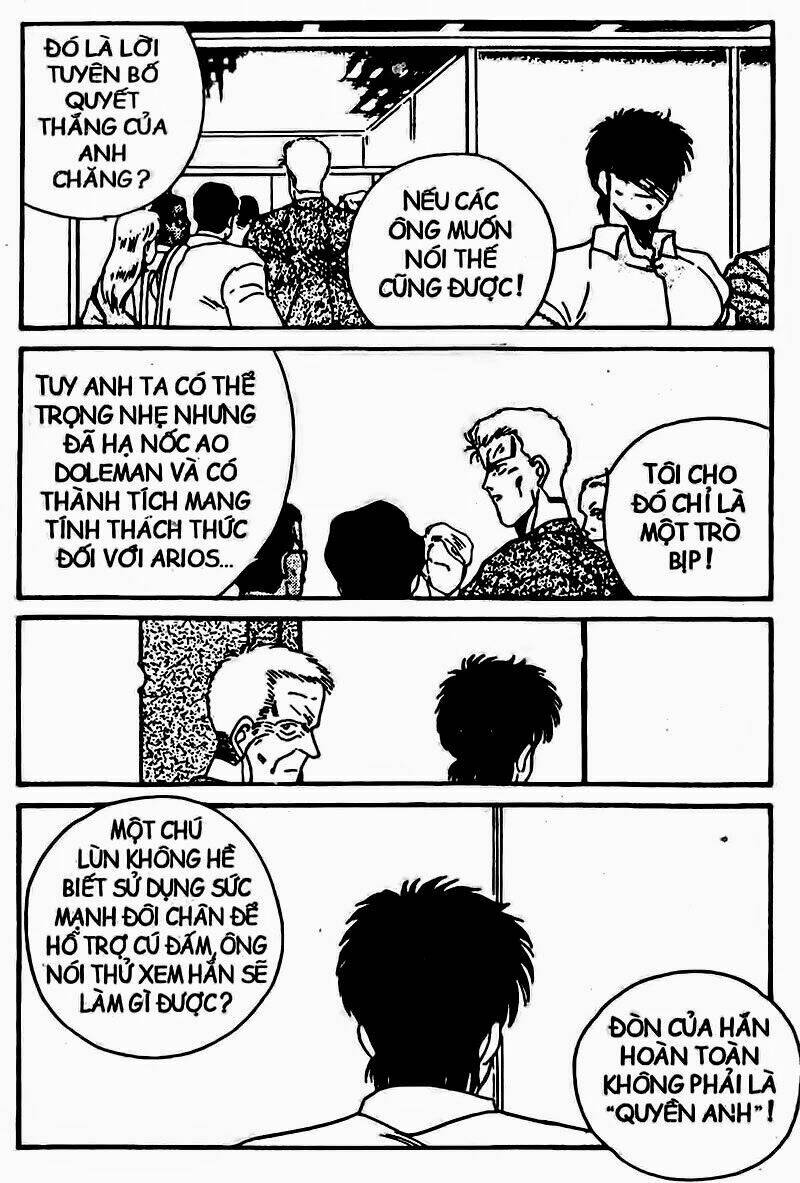 ĐÓ LÀ LỜI
TUYÊN BỐ
QUYẾT
THẮNG CỦA
ANH
CHĂNG?
NẾU CÁC
ÔNG MUỐN
NÓI THẾ
CŨNG ĐƯỢC!
TUY ANH TA CÓ THỂ
TRỌNG NHẸ NHƯNG
ĐÃ HẠ NỐC AO
DOLEMAN VÀ CÓ
THÀNH TÍCH MANG
TÍNH THÁCH THỨC
ĐỐI VỚI ARIOS...
TÔI CHO
ĐÓ CHỈ LÀ
MỘT TRÒ
BỊP!
MỘT CHÚ
LÙN KHÔNG HỀ
BIẾT SỬ DỤNG SỨC
MẠNH ĐÔI CHÂN ĐỂ
HỔ TRỢ CÚ ĐẤM, ÔNG
NÓI THỬ XEM HẮN SẼ
LÀM GÌ ĐƯỢC?
ĐÒN CỦA HẮN
HOÀN TOÀN
KHÔNG PHẢI LÀ
"QUYỀN ANH"!